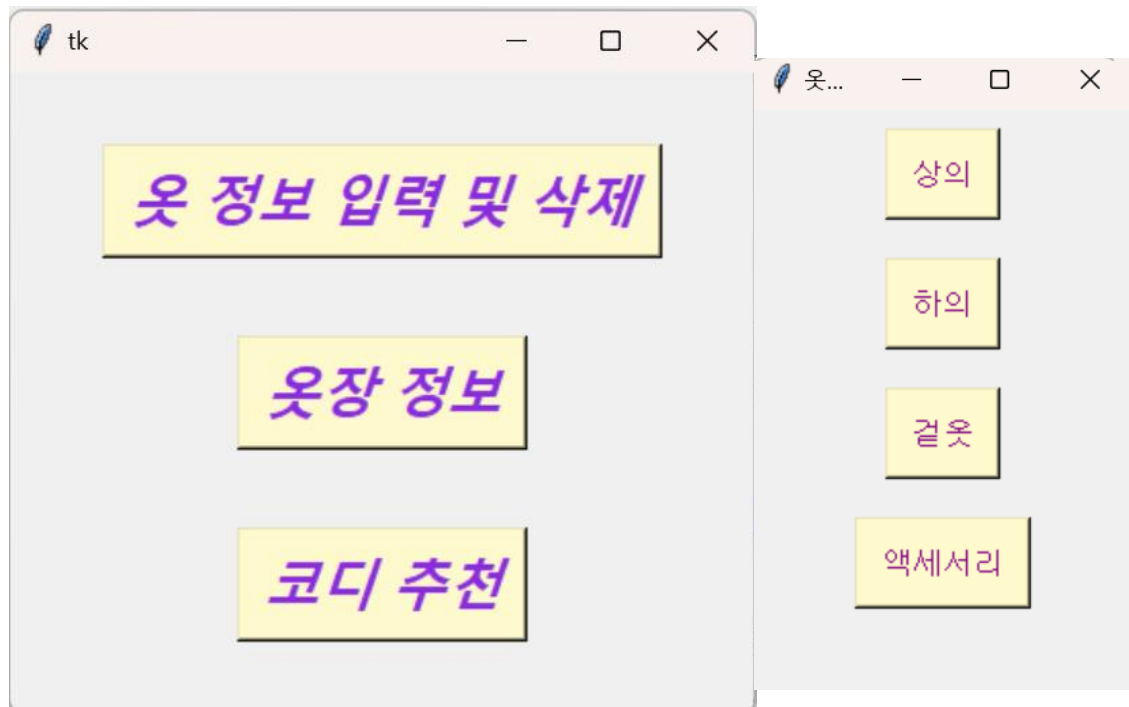 tk
옷 정보 입력 및 삭제
옷장 정보
코디 추천
옷...
상의
하의
겉옷
액세서리